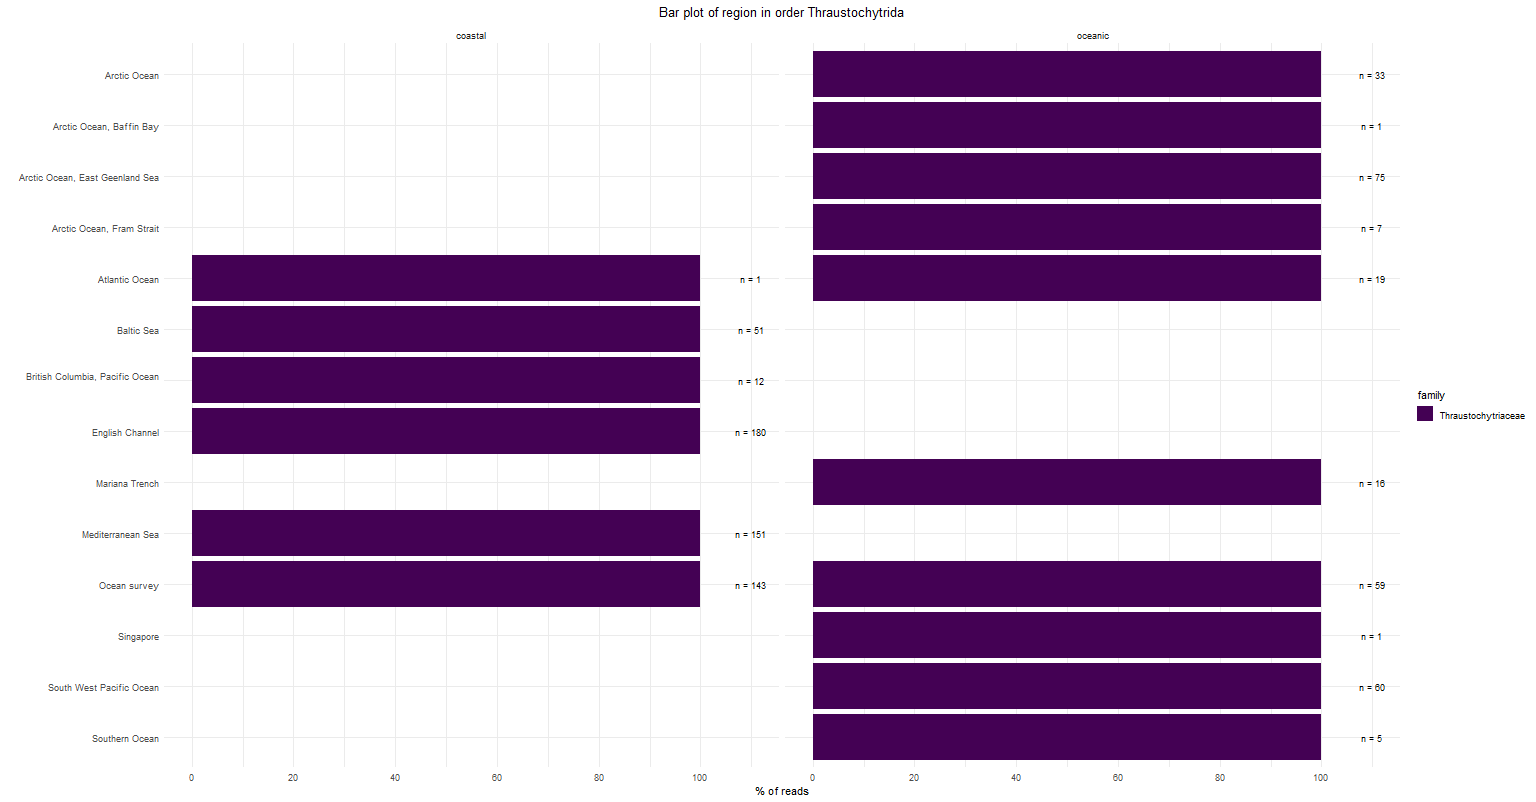 Bar plot of region in order Thraustochytrida
coastal
oceanic
Arctic Ocean
n = 33
Arctic Ocean, Baffin Bay
n = 1
Arctic Ocean, East Geenland Sea
n = 75
Arctic Ocean, Fram Strait
n = 7
Atlantic Ocean
n = 1
n = 19
Baltic Sea
n = 51
British Columbia, Pacific Ocean
n = 12
English Channel
n = 180
Mariana Trench
n = 16
Mediterranean Sea
n = 151
Ocean survey
n = 143
n = 59
Singapore
n = 1
South West Pacific Ocean
n = 60
Southern Ocean
n = 5
0 20 40 60 80 100
0 20 40 60 80 100
% of reads
family
Thraustochytriaceae